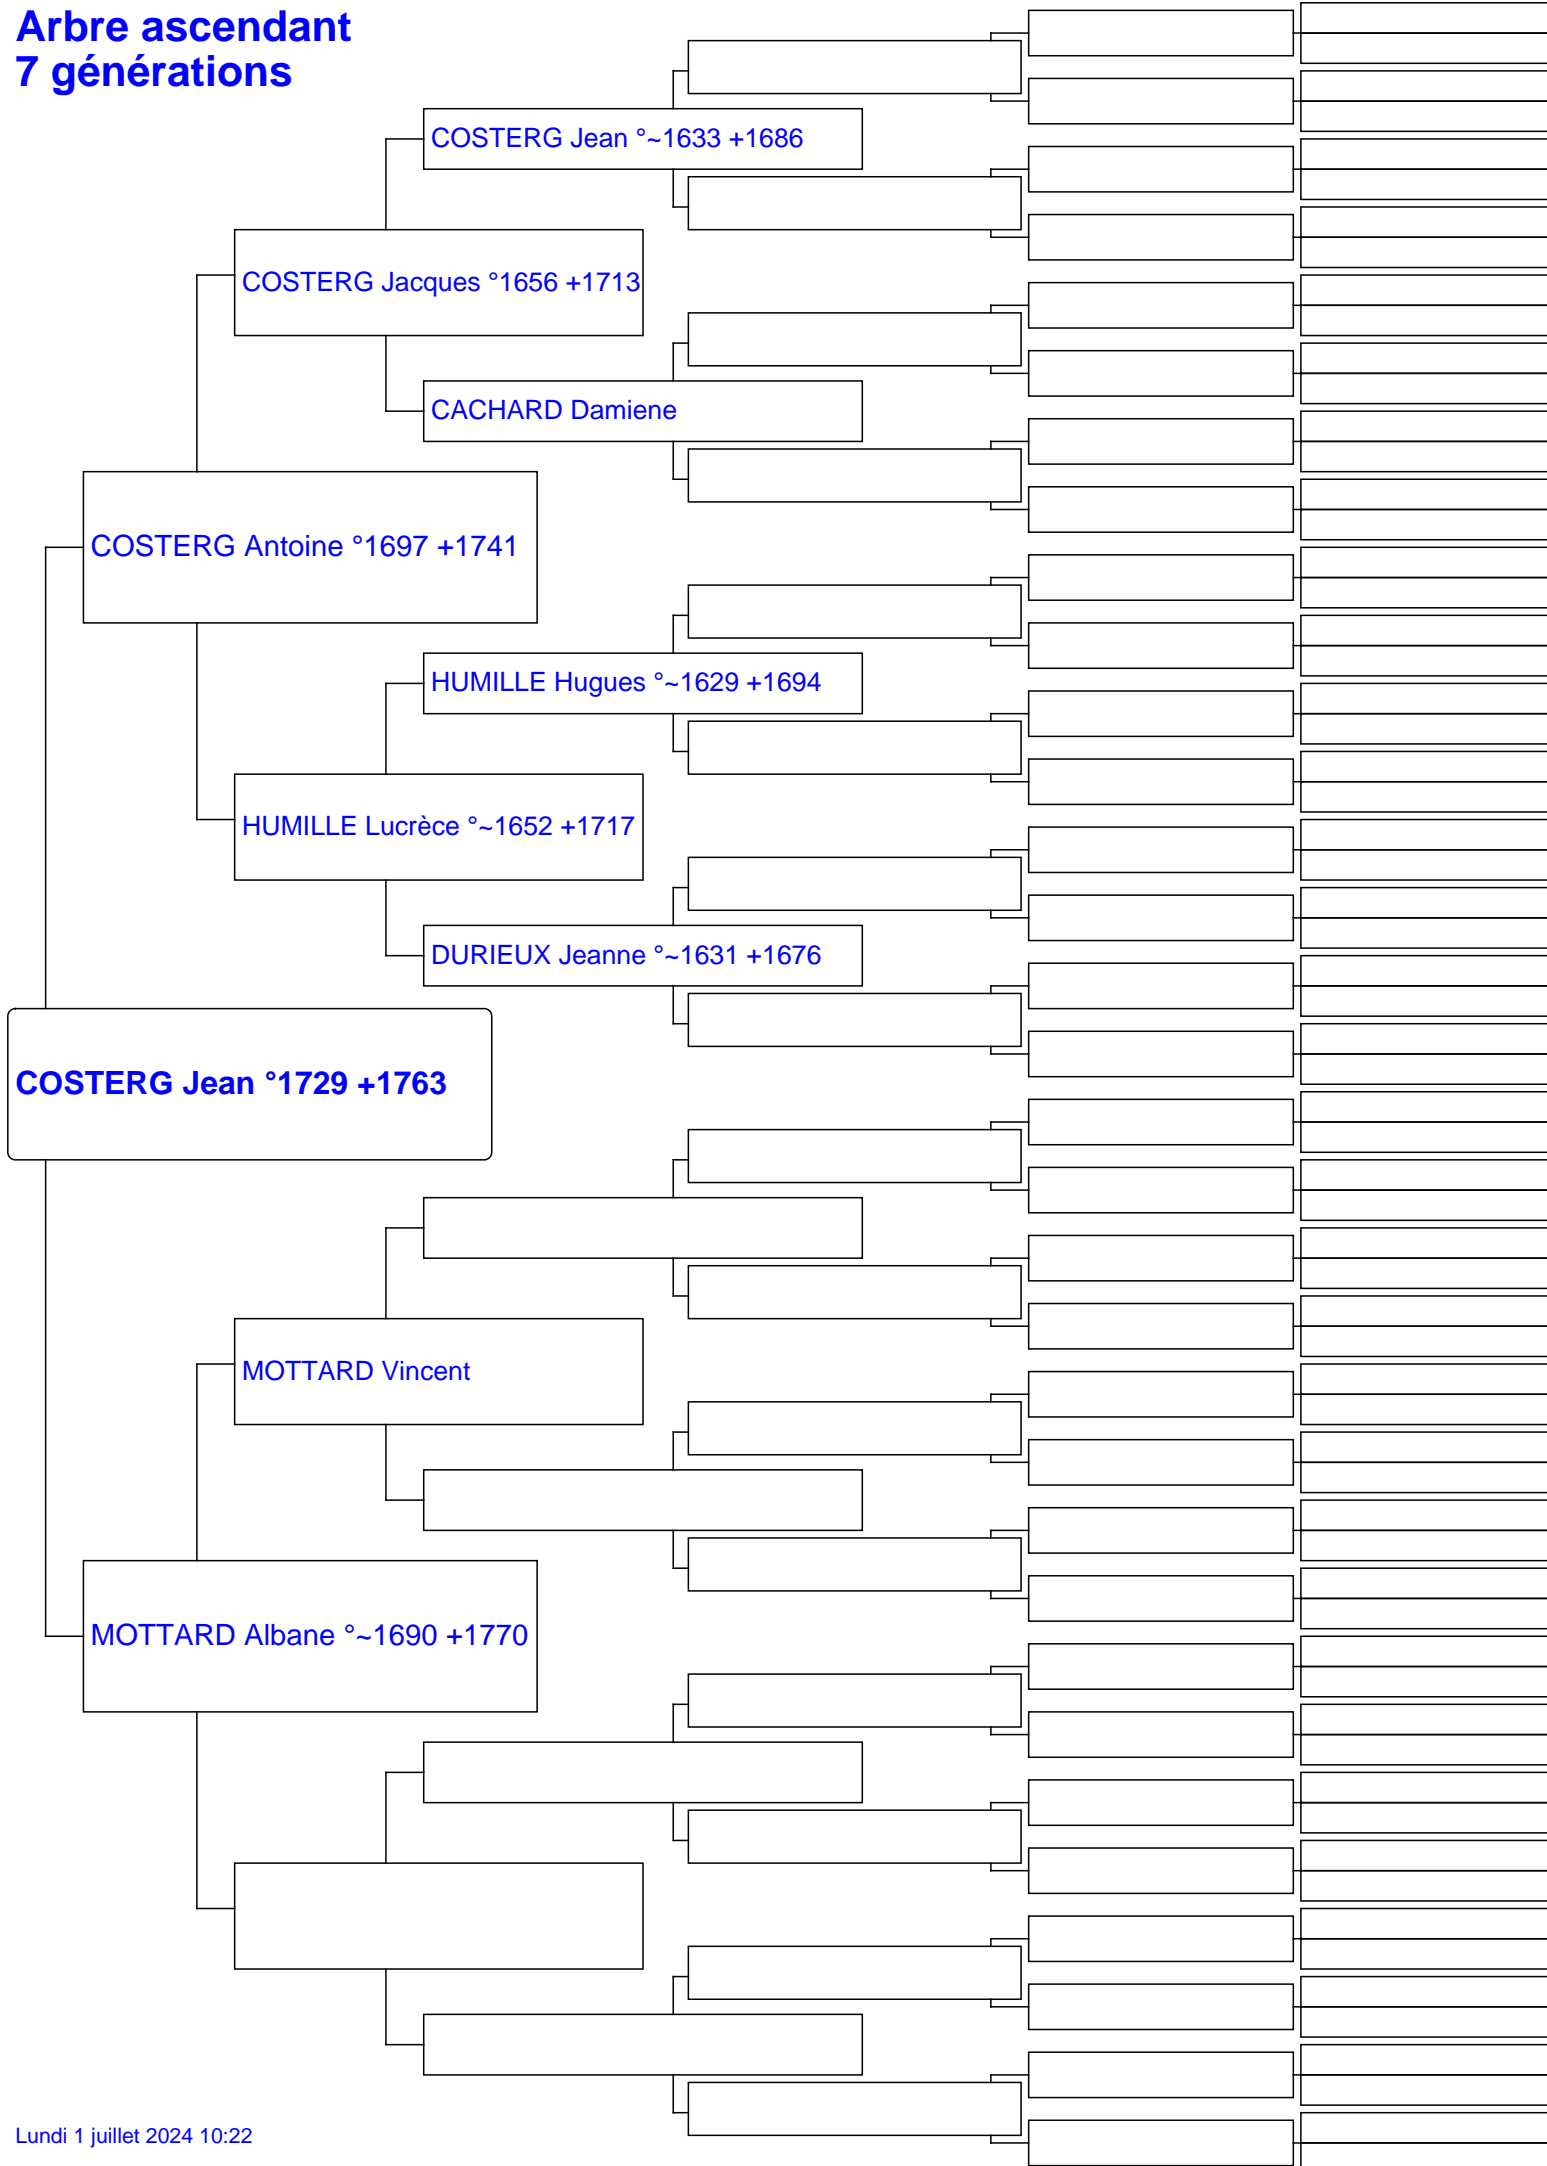 Arbre ascendant
7 générations
COSTERG Jean °~1633 +1686
COSTERG Jacques °1656 +1713
CACHARD Damiene
COSTERG Antoine °1697 +1741
HUMILLE Hugues °~1629 +1694
HUMILLE Lucrèce °~1652 +1717
DURIEUX Jeanne °~1631 +1676
COSTERG Jean °1729 +1763
MOTTARD Vincent
MOTTARD Albane °~1690 +1770
Lundi 1 juillet 2024 10:22